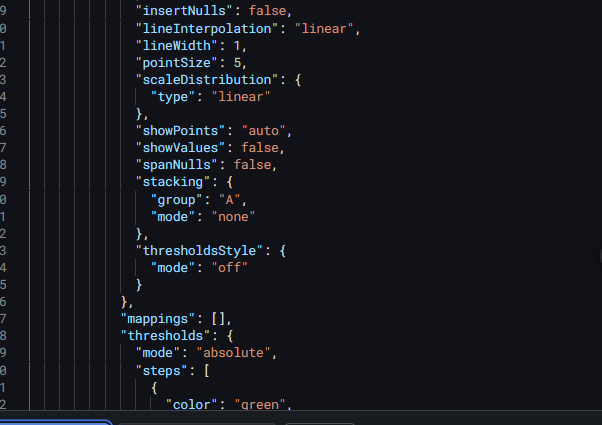 9 "insertNulls": false,
0 "lineInterpolation": "linear",
1 "lineWidth": 1,
2 "pointSize": 5,
3 "scaleDistribution": {
4 "type": "linear"
5 },
6 "showPoints": "auto",
7 "showValues": false,
8 "spanNulls": false,
9 "stacking": {
0 "group": "A",
1 "mode": "none"
2 },
3 "thresholdsStyle": {
4 "mode": "off"
5 }
6 },
7 "mappings": [],
8 "thresholds": {
9 "mode": "absolute",
0 "steps": [
1 {
2 "color": "green",